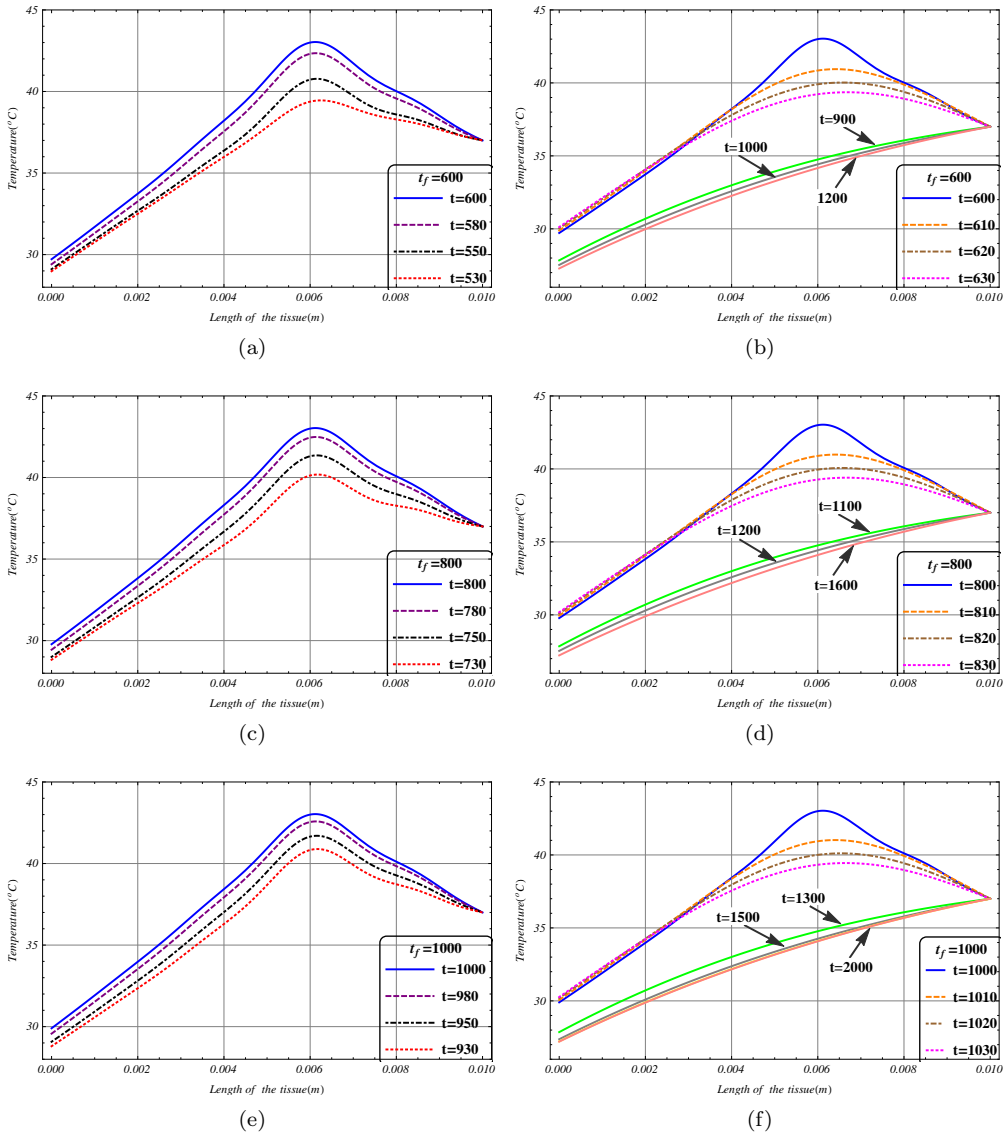 45
40
35
30
Temperature(°C)
0.000 0.002 0.004 0.006 0.008 0.010
Length of the tissue(m)
t_f=600
t=600
t=580
t=550
t=530
(a)
45
40
35
30
Temperature(°C)
0.000 0.002 0.004 0.006 0.008 0.010
Length of the tissue(m)
t=900
t=1000
1200
t_f=600
t=600
t=610
t=620
t=630
(b)
45
40
35
30
Temperature(°C)
0.000 0.002 0.004 0.006 0.008 0.010
Length of the tissue(m)
t_f=800
t=800
t=780
t=750
t=730
(c)
45
40
35
30
Temperature(°C)
0.000 0.002 0.004 0.006 0.008 0.010
Length of the tissue(m)
t=1100
t=1200
t=1600
t_f=800
t=800
t=810
t=820
t=830
(d)
45
40
35
30
Temperature(°C)
0.000 0.002 0.004 0.006 0.008 0.010
Length of the tissue(m)
t_f=1000
t=1000
t=980
t=950
t=930
(e)
45
40
35
30
Temperature(°C)
0.000 0.002 0.004 0.006 0.008 0.010
Length of the tissue(m)
t=1300
t=1500
t=2000
t_f=1000
t=1000
t=1010
t=1020
t=1030
(f)